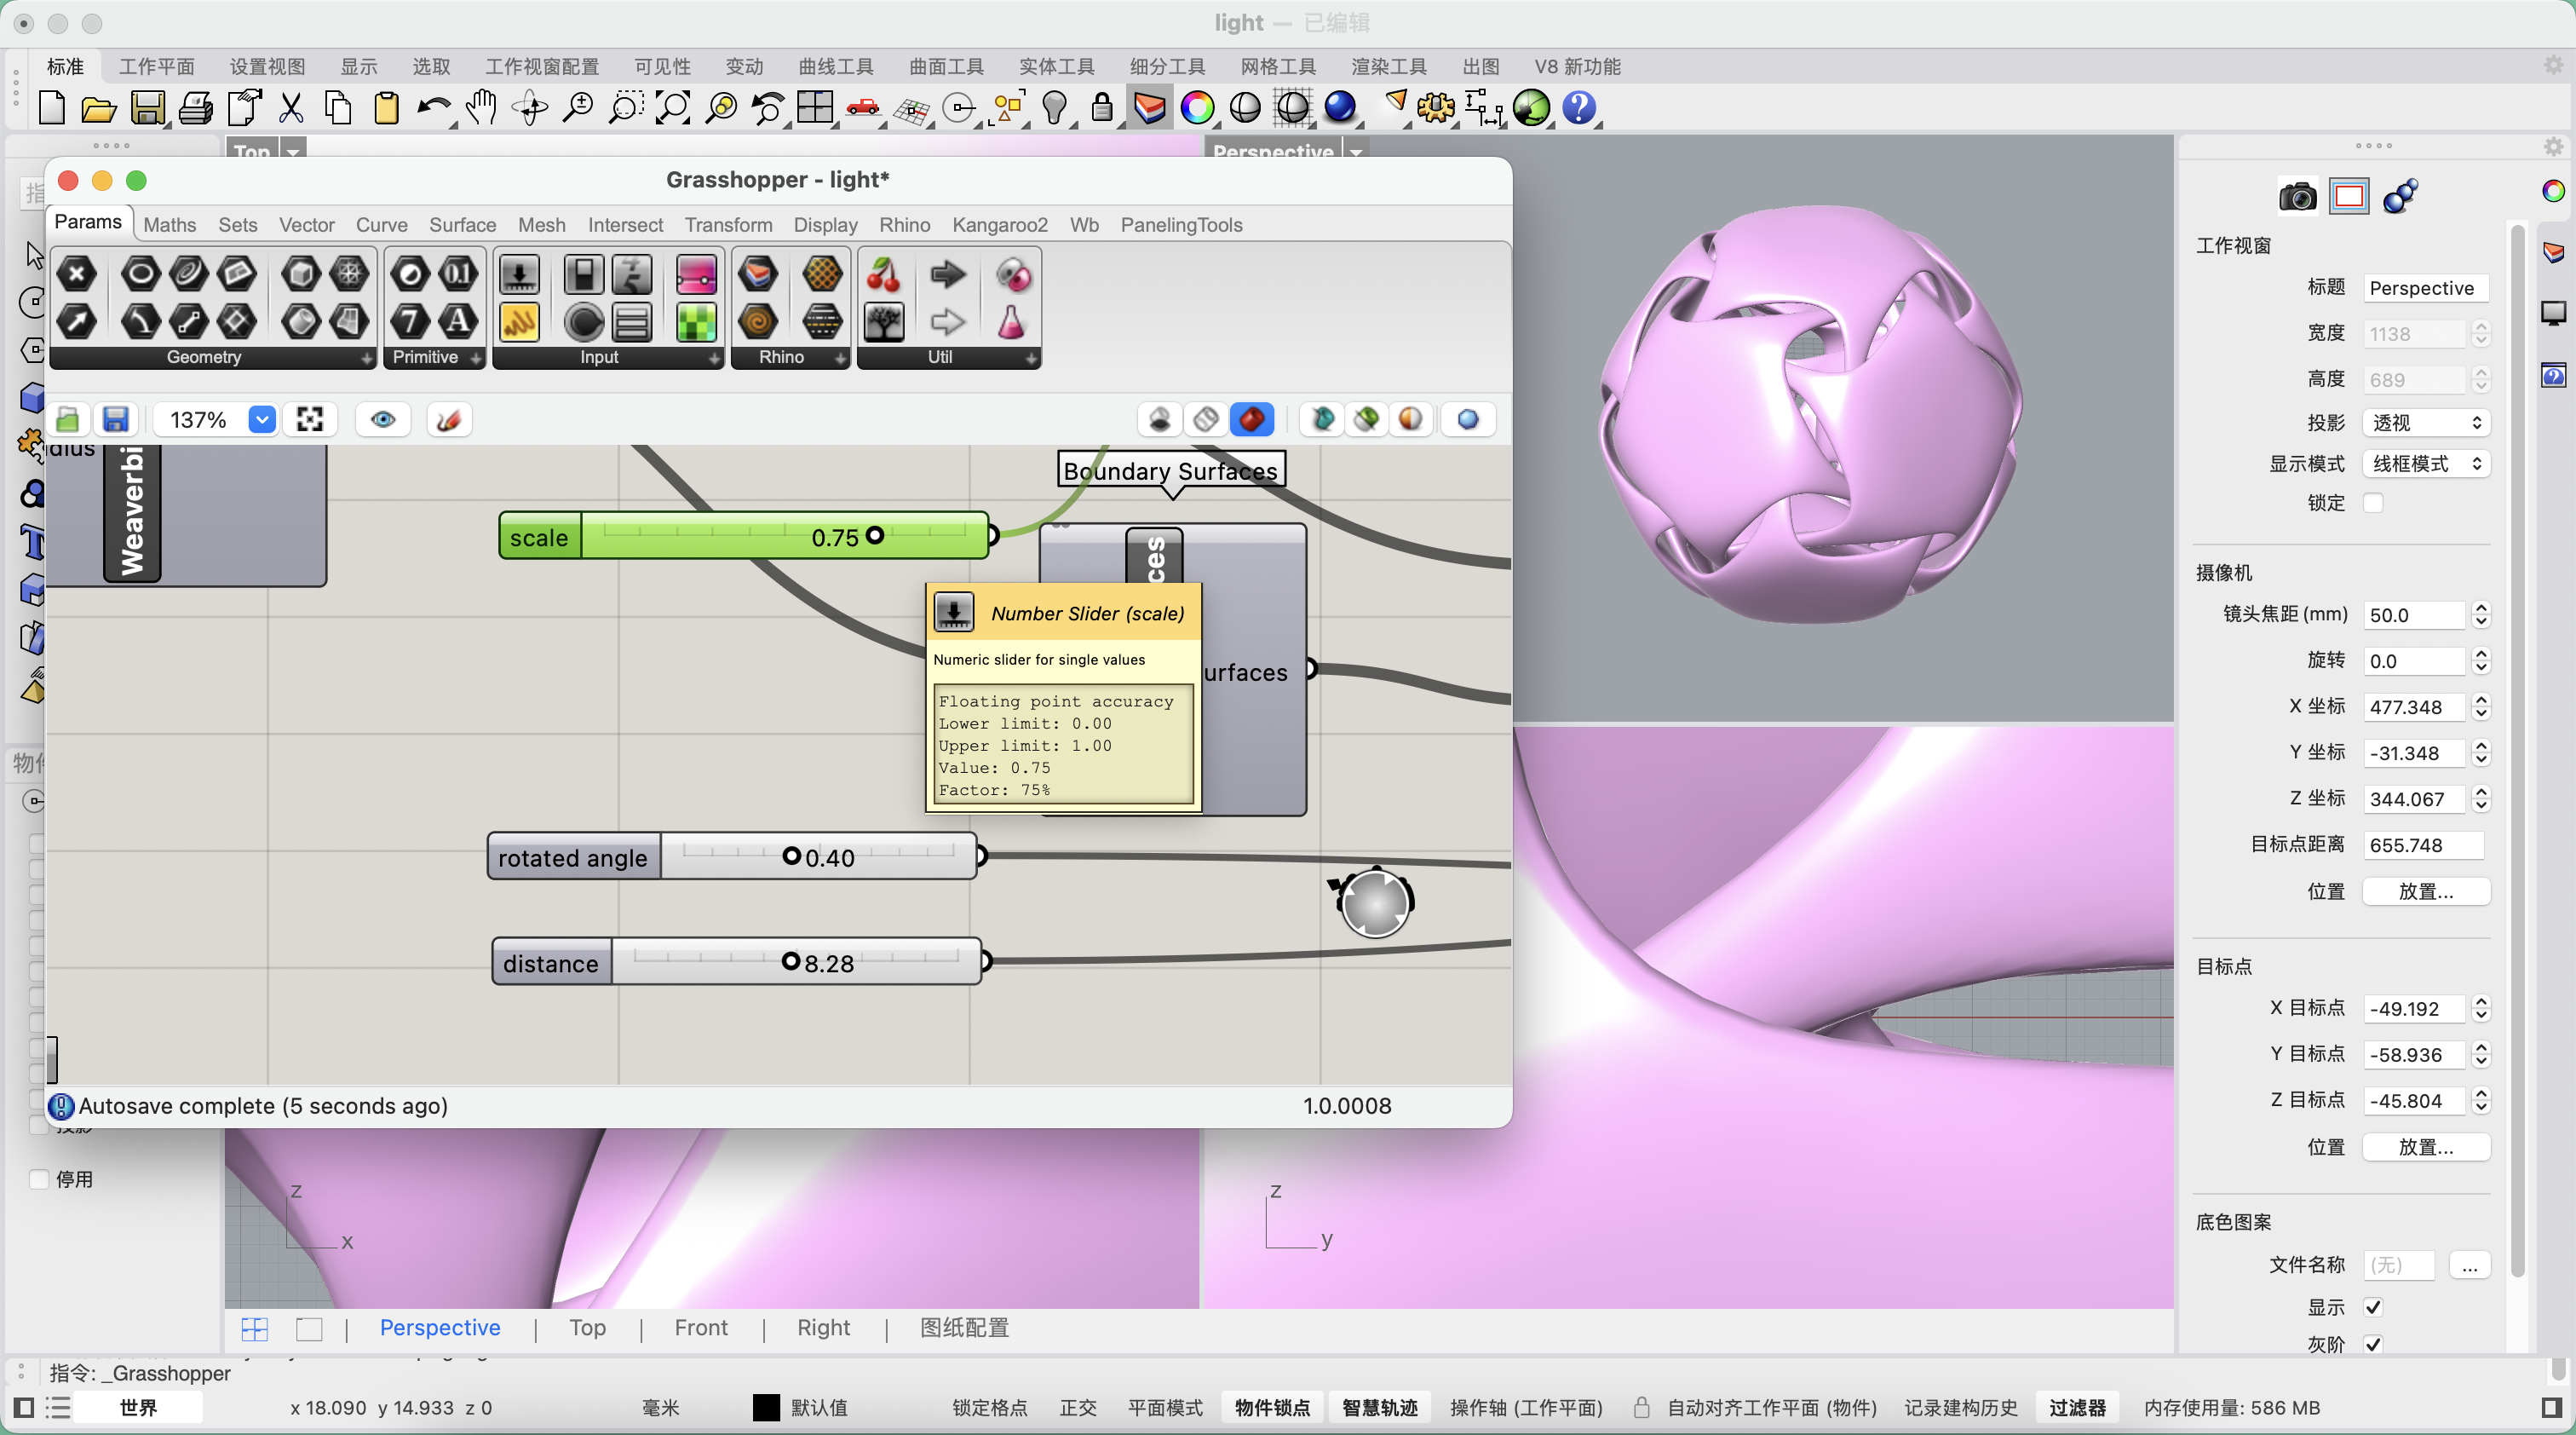 light — 已编辑
标准 工作平面 设置视图 显示 选取 工作视窗配置 可见性 变动 曲线工具 曲面工具 实体工具 细分工具 网格工具 渲染工具 出图 V8 新功能
Top
Perspective
Grasshopper - light*
Params Maths Sets Vector Curve Surface Mesh Intersect Transform Display Rhino Kangaroo2 Wb PanelingTools
Geometry Primitive Input Rhino Util
137%
dius
Weaverbi
Boundary Surfaces
scale 0.75
ces
urfaces
Number Slider (scale)
Numeric slider for single values
Floating point accuracy
Lower limit: 0.00
Upper limit: 1.00
Value: 0.75
Factor: 75%
rotated angle 0.40
distance 8.28
Autosave complete (5 seconds ago) 1.0.0008
指
物件
投影
停用
z
x
z
y
工作视窗
标题 Perspective
宽度 1138
高度 689
投影 透视
显示模式 线框模式
锁定
摄像机
镜头焦距 (mm) 50.0
旋转 0.0
X 坐标 477.348
Y 坐标 -31.348
Z 坐标 344.067
目标点距离 655.748
位置 放置...
目标点
X 目标点 -49.192
Y 目标点 -58.936
Z 目标点 -45.804
位置 放置...
底色图案
文件名称 (无) ...
显示
灰阶
Perspective | Top | Front | Right | 图纸配置
指令: _Grasshopper
世界 x 18.090 y 14.933 z 0 毫米 默认值 锁定格点 正交 平面模式 物件锁点 智慧轨迹 操作轴 (工作平面) 自动对齐工作平面 (物件) 记录建构历史 过滤器 内存使用量: 586 MB